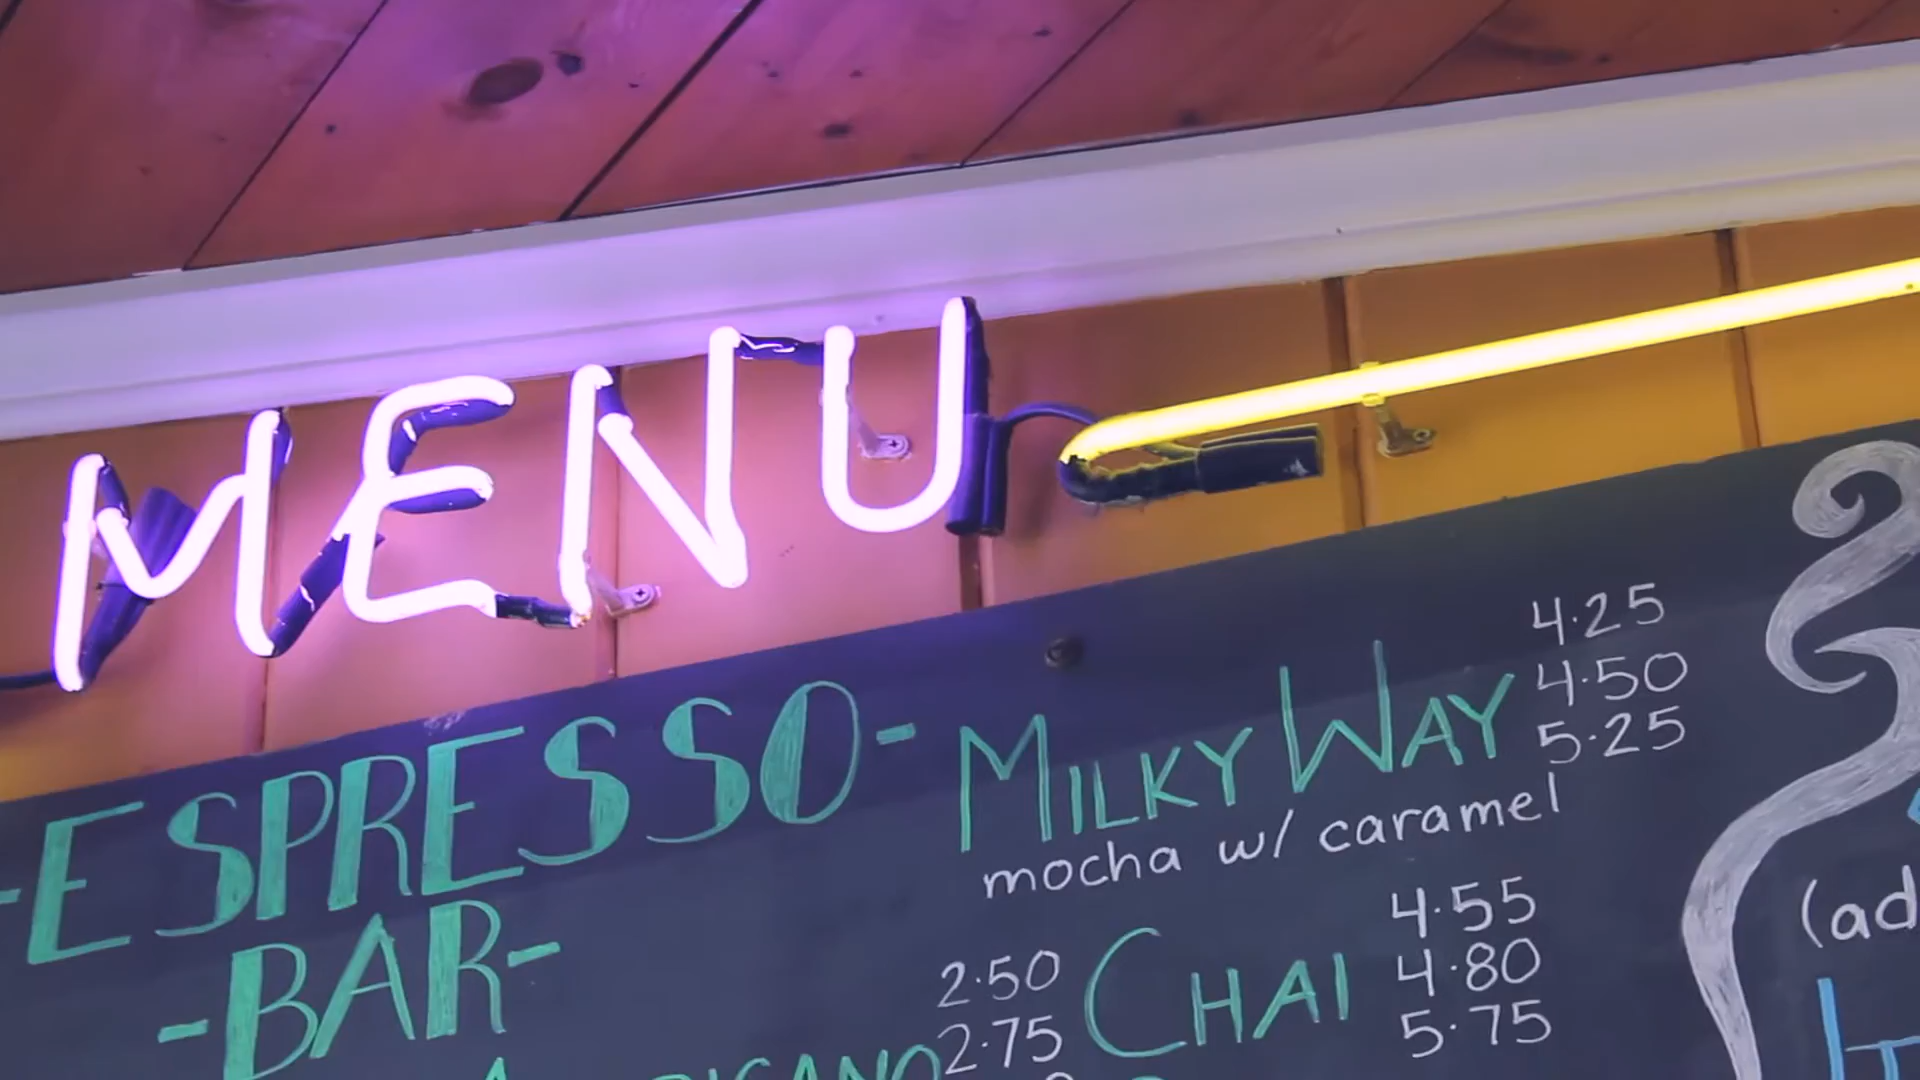 MENU
-ESPRESSO-
-BAR-
2.50
2.75
MILKY WAY
4.25
4.50
5.25
mocha w/ caramel
CHAI
4.55
4.80
5.75
(ad